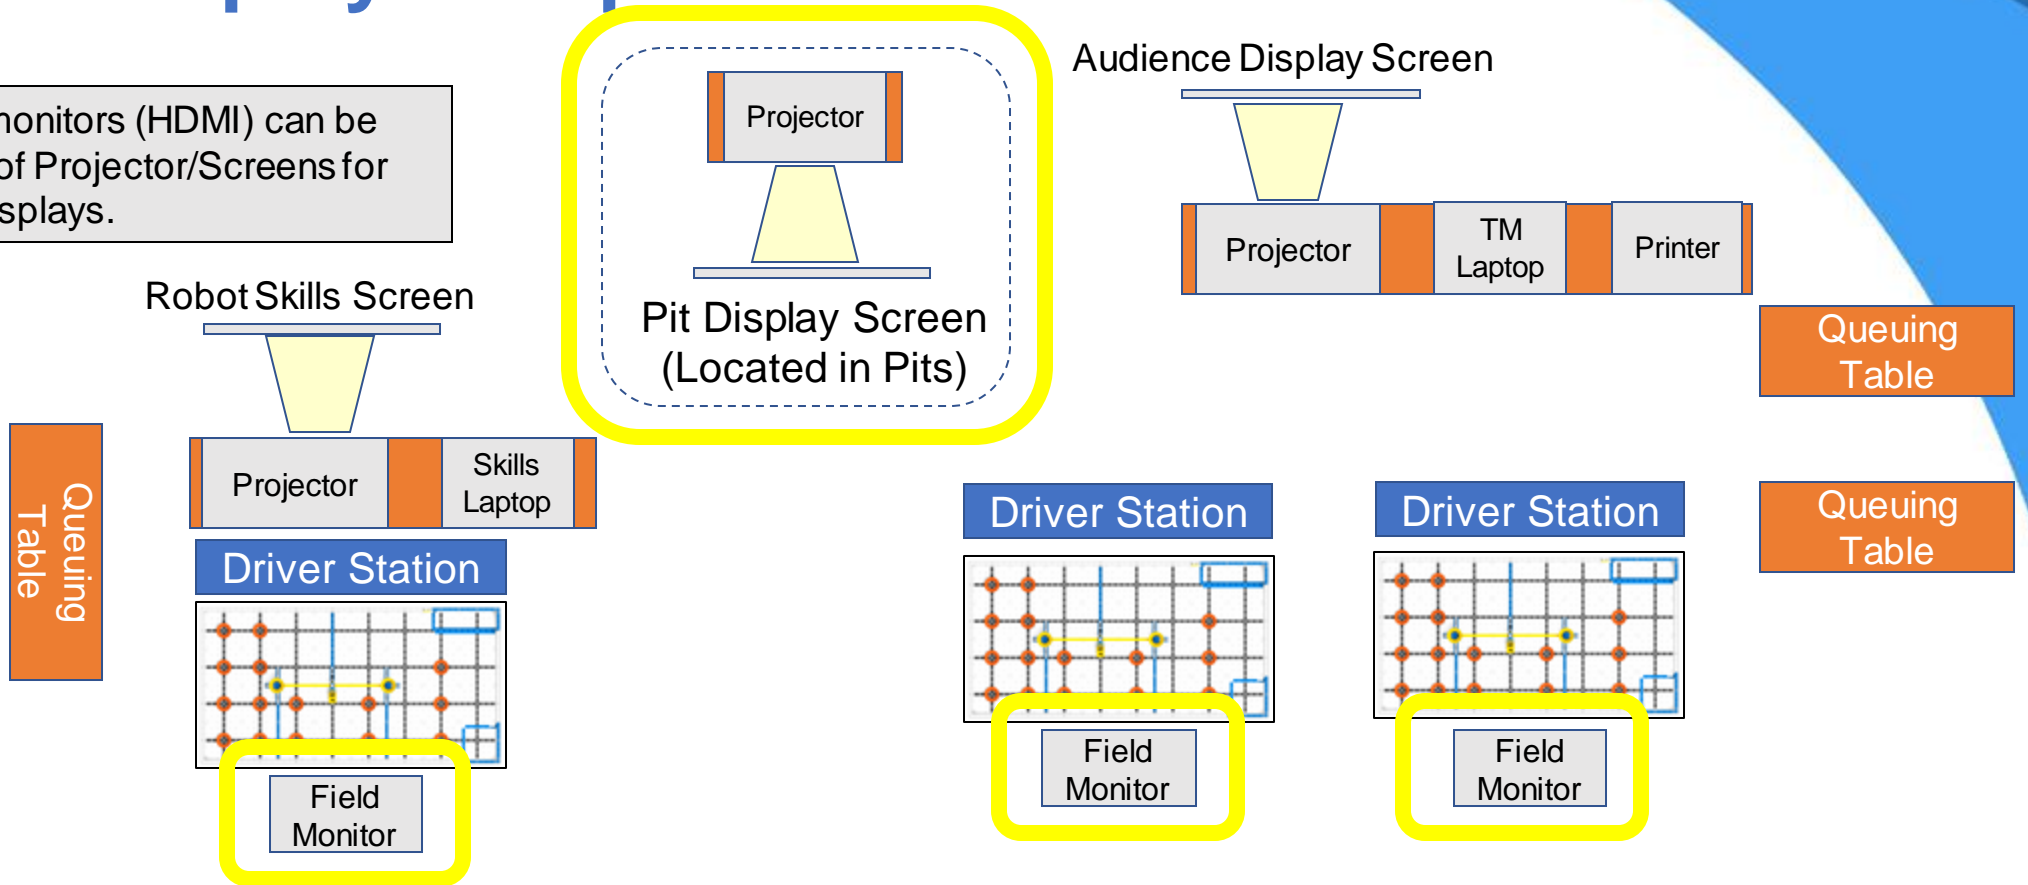 Audience Display Screen
monitors (HDMI) can be
of Projector/Screens for
splays.
Projector
Pit Display Screen
(Located in Pits)
Projector
TM
Laptop
Printer
Robot Skills Screen
Queuing
Table
Projector
Skills
Laptop
Queuing
Table
Driver Station
Driver Station
Driver Station
Queuing
Table
Field
Monitor
Field
Monitor
Field
Monitor